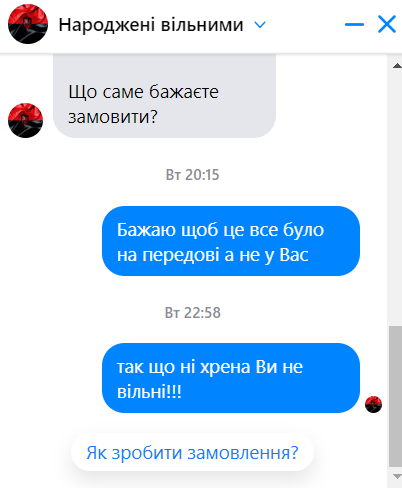 Народжені вільними
Що саме бажаєте
замовити?
Вт 20:15
Бажаю щоб це все було
на передові а не у Вас
Вт 22:58
так що ні хрена Ви не
вільні!!!
Як зробити замовлення?